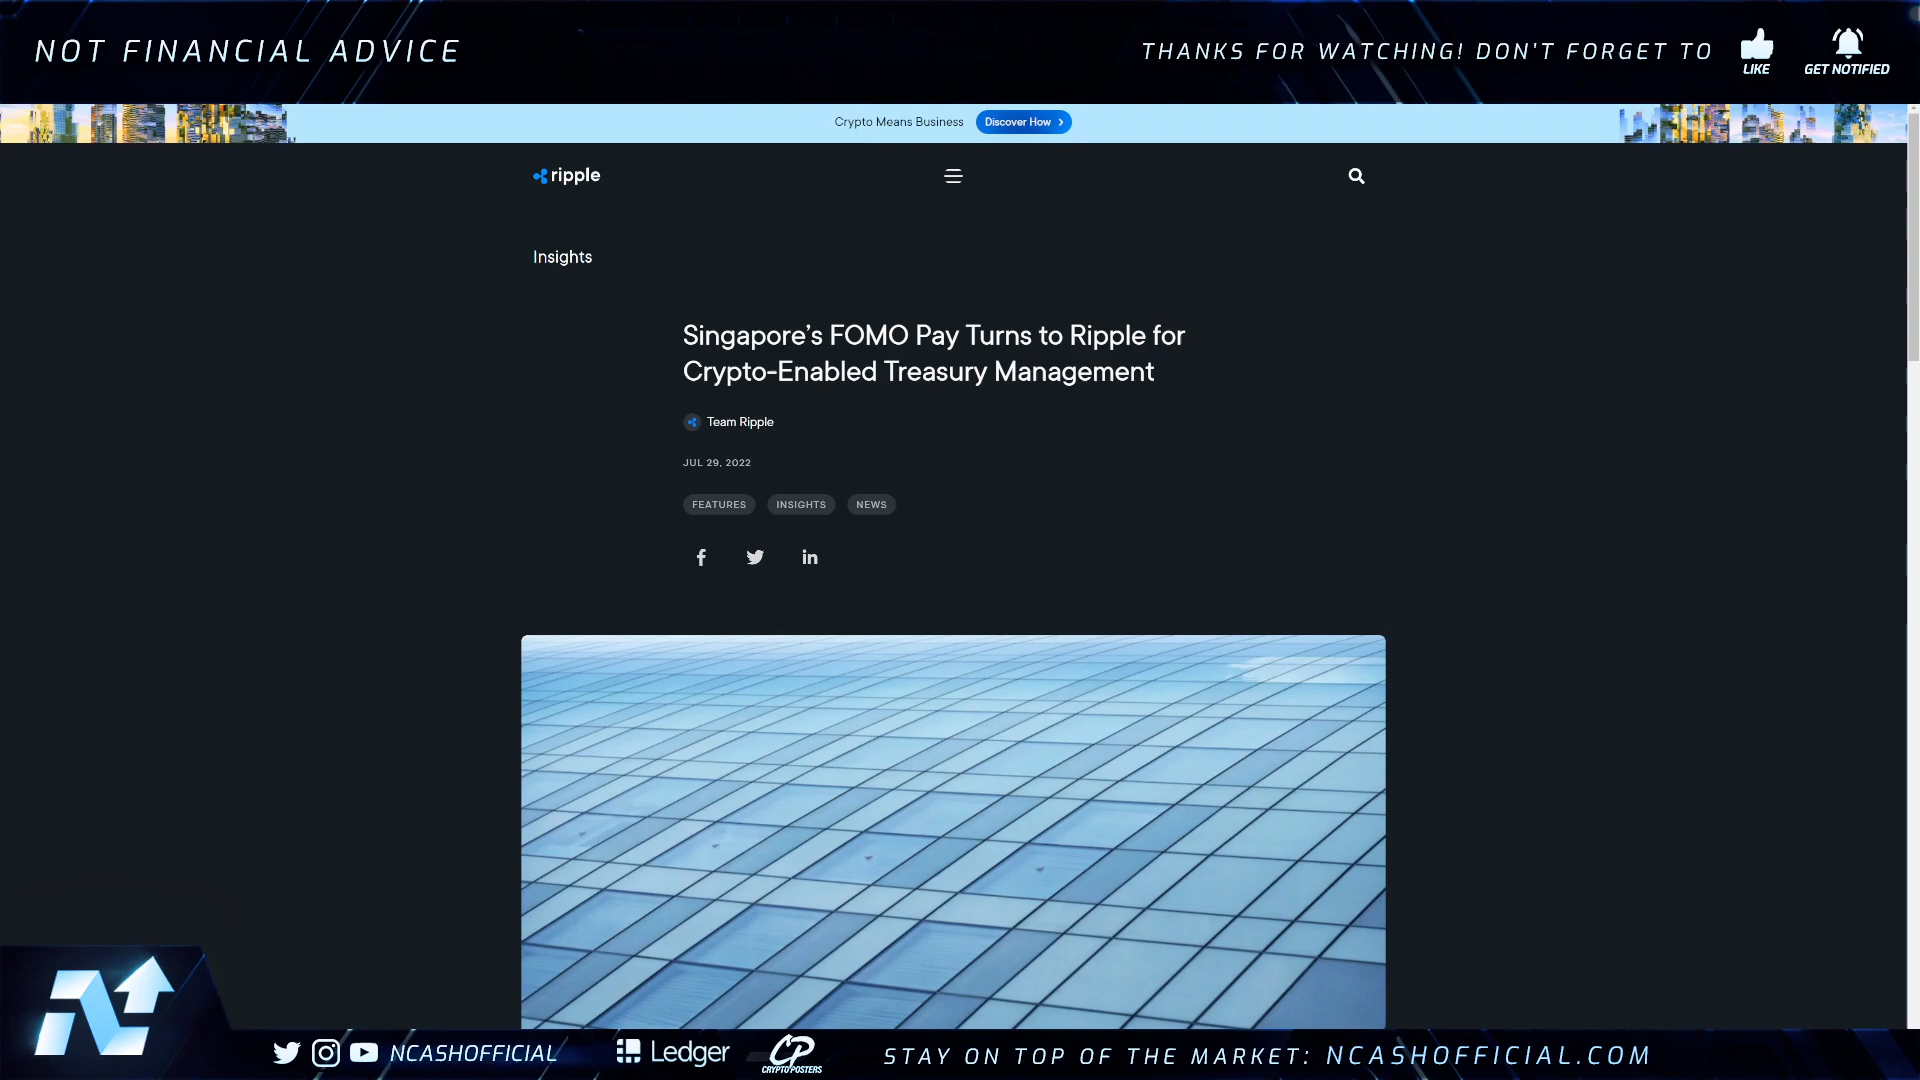 NOT FINANCIAL ADVICE
THANKS FOR WATCHING! DON'T FORGET TO
LIKE
GET NOTIFIED
Crypto Means Business
Discover How
ripple
Insights
Singapore’s FOMO Pay Turns to Ripple for
Crypto-Enabled Treasury Management
Team Ripple
JUL 29, 2022
FEATURES INSIGHTS NEWS
NCASHOFFICIAL
Ledger
CP
CRYPTO POSTERS
STAY ON TOP OF THE MARKET: NCASHOFFICIAL.COM